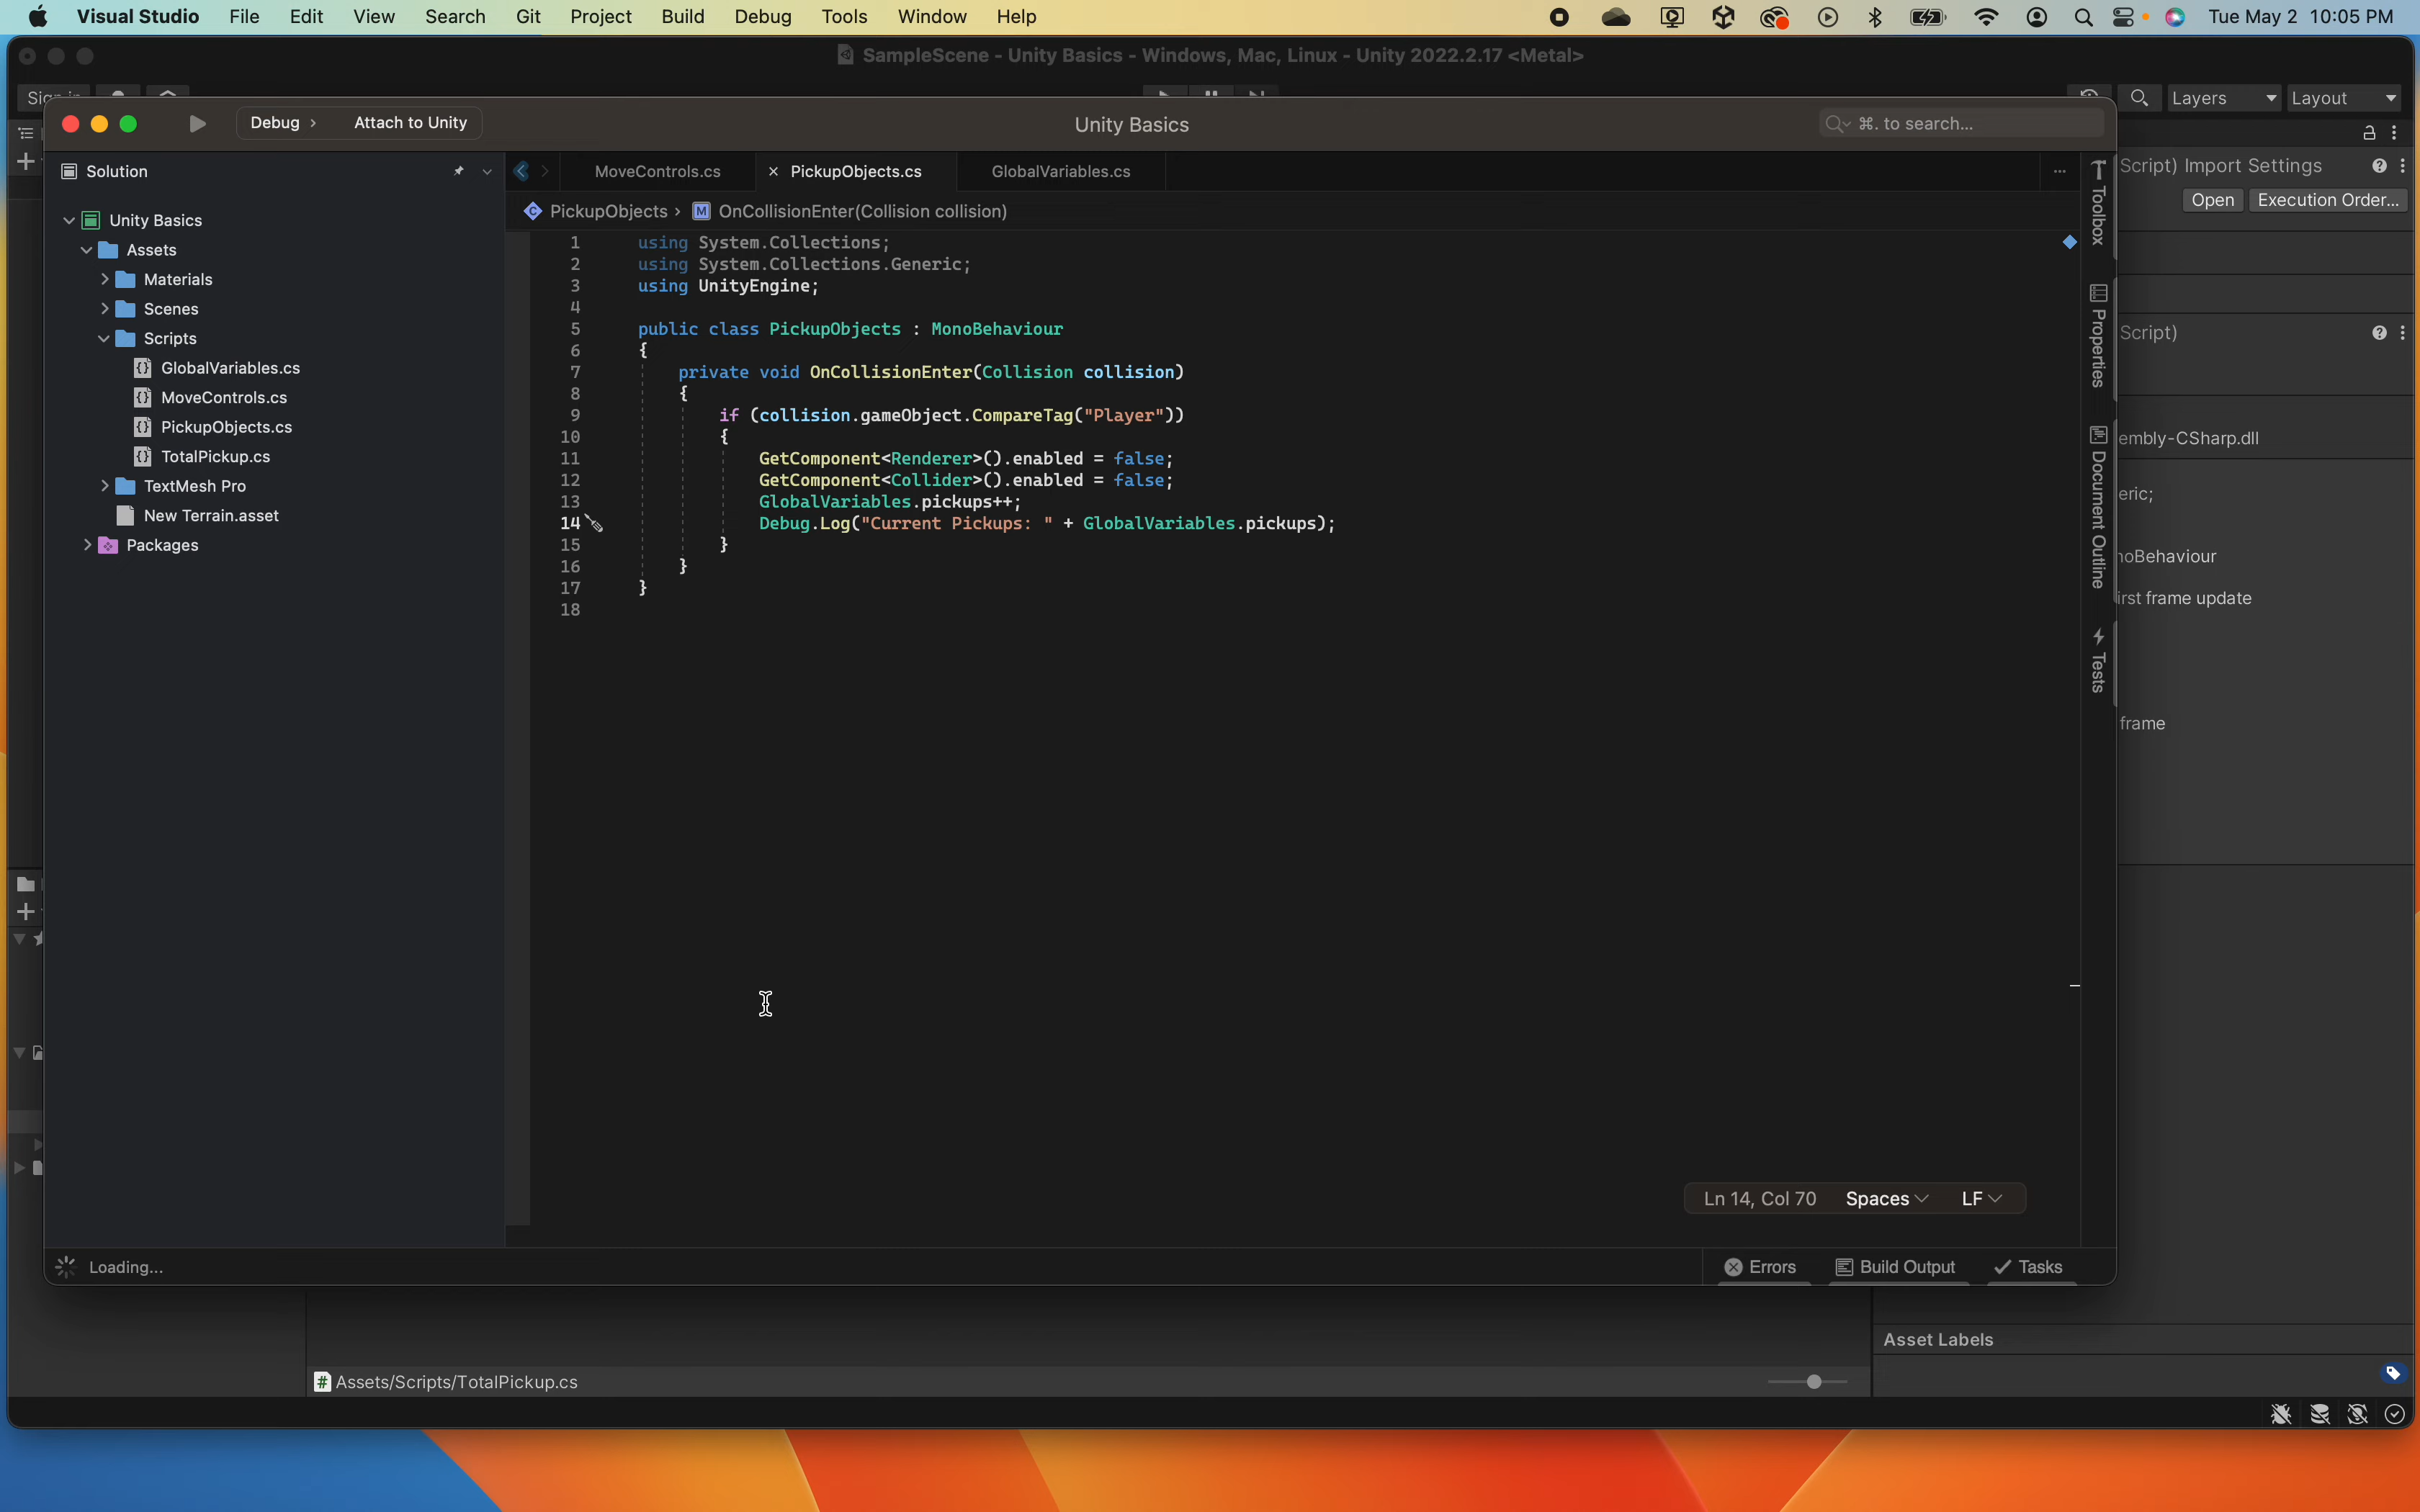 Visual Studio File Edit View Search Git Project Build Debug Tools Window Help Tue May 2 10:05 PM
SampleScene - Unity Basics - Windows, Mac, Linux - Unity 2022.2.17 <Metal>
Layers Layout
Debug › Attach to Unity Unity Basics ⌘. to search...
Solution
MoveControls.cs × PickupObjects.cs GlobalVariables.cs
PickupObjects › M OnCollisionEnter(Collision collision)
Unity Basics
Assets
Materials
Scenes
Scripts
GlobalVariables.cs
MoveControls.cs
PickupObjects.cs
TotalPickup.cs
TextMesh Pro
New Terrain.asset
Packages
1 using System.Collections;
2 using System.Collections.Generic;
3 using UnityEngine;
4
5 public class PickupObjects : MonoBehaviour
6 {
7 private void OnCollisionEnter(Collision collision)
8 {
9 if (collision.gameObject.CompareTag("Player"))
10 {
11 GetComponent<Renderer>().enabled = false;
12 GetComponent<Collider>().enabled = false;
13 GlobalVariables.pickups++;
14 Debug.Log("Current Pickups: " + GlobalVariables.pickups);
15 }
16 }
17 }
18
Toolbox
Properties
Document Outline
Tests
Script) Import Settings
Open Execution Order...
Script)
embly-CSharp.dll
eric;
noBehaviour
irst frame update
frame
Ln 14, Col 70 Spaces LF
Loading...
Errors Build Output Tasks
Asset Labels
# Assets/Scripts/TotalPickup.cs